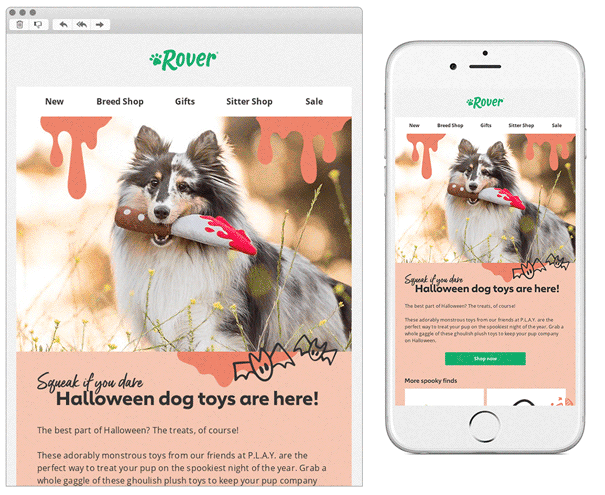 Rover
New Breed Shop Gifts Sitter Shop Sale
Squeak if you dare
Halloween dog toys are here!
The best part of Halloween? The treats, of course!
These adorably monstrous toys from our friends at P.L.A.Y. are the
perfect way to treat your pup on the spookiest night of the year. Grab a
whole gaggle of these ghoulish plush toys to keep your pup company
Rover
New Breed Shop Gifts Sitter Shop Sale
Squeak if you dare
Halloween dog toys are here!
The best part of Halloween? The treats, of course!
These adorably monstrous toys from our friends at P.L.A.Y. are the
perfect way to treat your pup on the spookiest night of the year. Grab a
whole gaggle of these ghoulish plush toys to keep your pup company
on Halloween.
Shop now
More spooky finds